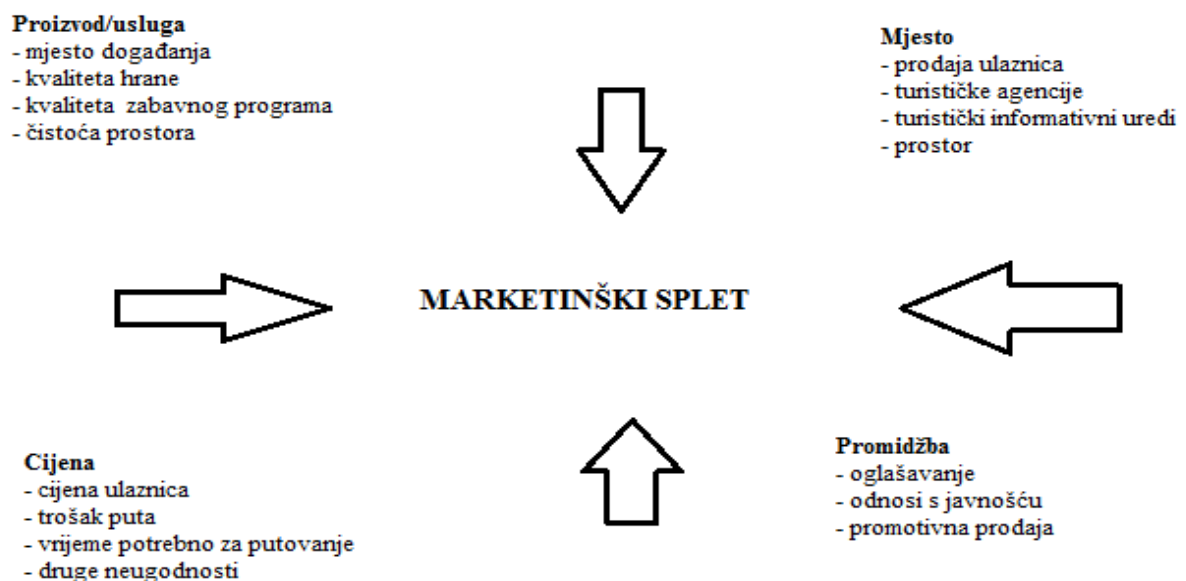 Proizvod/usluga
- mjesto događanja
- kvaliteta hrane
- kvaliteta zabavnog programa
- čistoća prostora
Mjesto
- prodaja ulaznica
- turističke agencije
- turistički informativni uredi
- prostor
MARKETINŠKI SPLET
Cijena
- cijena ulaznica
- trošak puta
- vrijeme potrebno za putovanje
- druge neugodnosti
Promidžba
- oglašavanje
- odnosi s javnošću
- promotivna prodaja